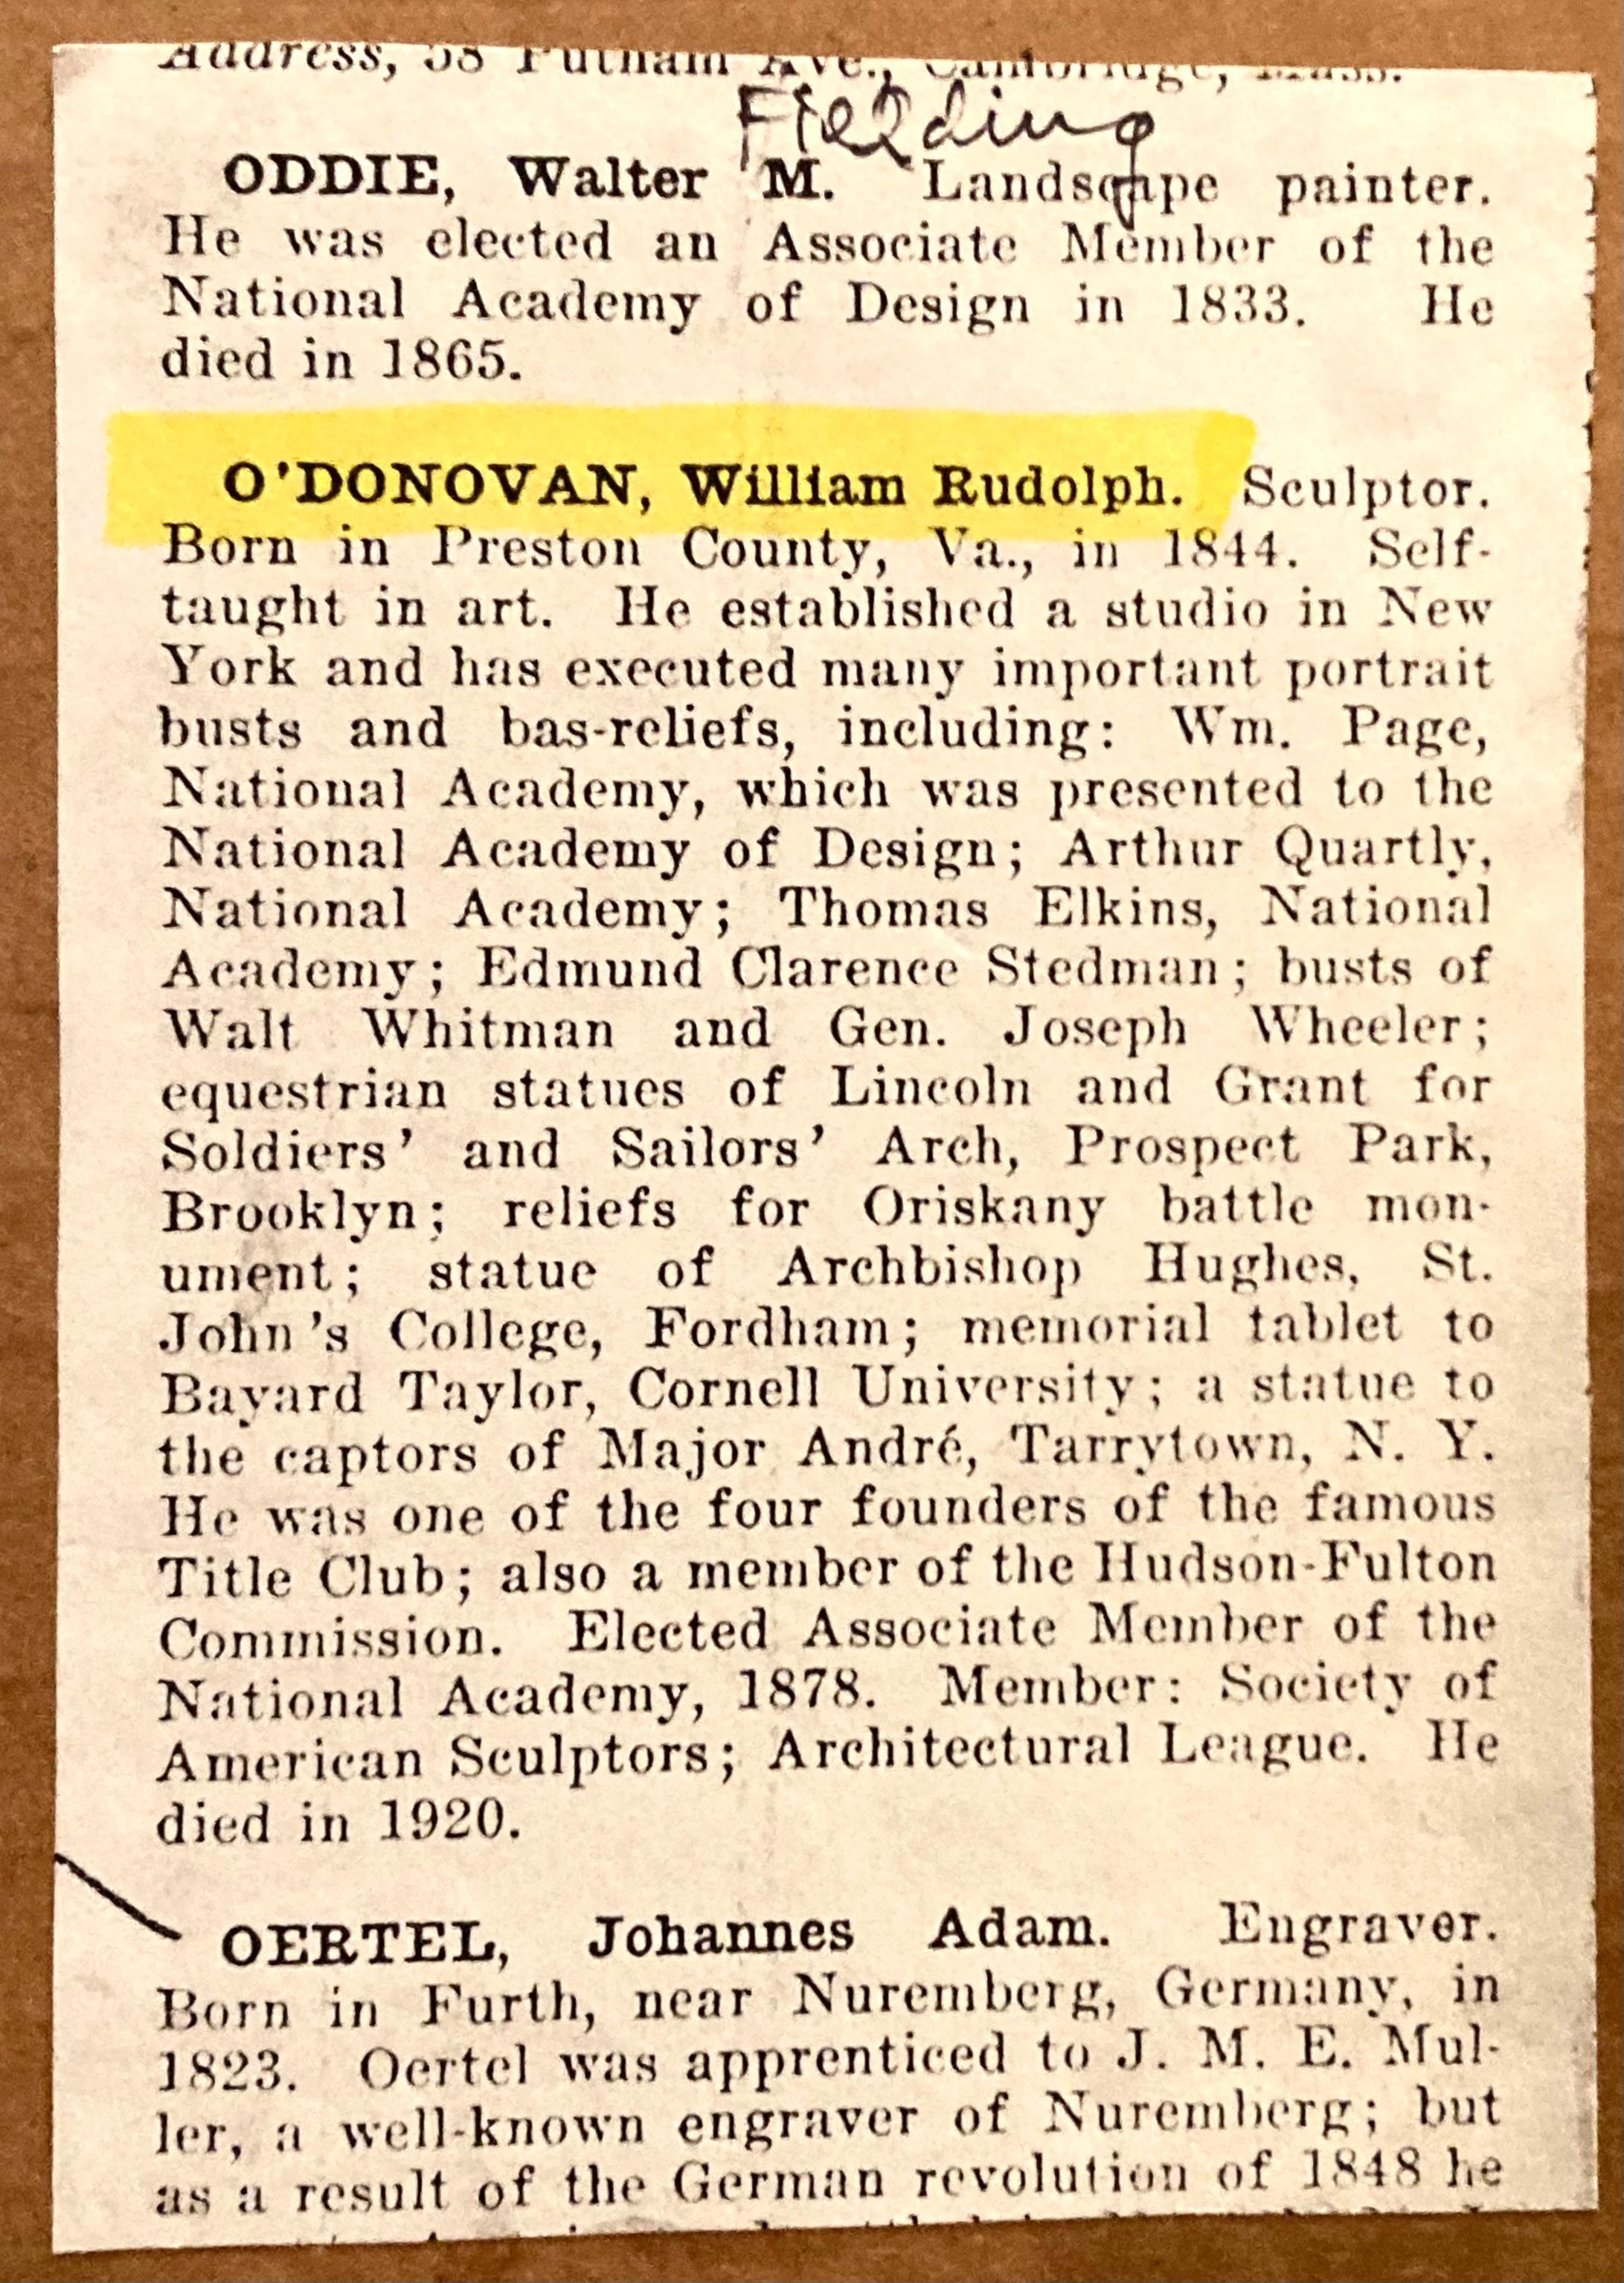 Address, 58 Putnam Ave., Cambridge, Mass.
Fielding
ODDIE, Walter M. Landscape painter.
He was elected an Associate Member of the
National Academy of Design in 1833. He
died in 1865.
O'DONOVAN, William Rudolph. Sculptor.
Born in Preston County, Va., in 1844. Self-
taught in art. He established a studio in New
York and has executed many important portrait
busts and bas-reliefs, including: Wm. Page,
National Academy, which was presented to the
National Academy of Design; Arthur Quartly,
National Academy; Thomas Elkins, National
Academy; Edmund Clarence Stedman; busts of
Walt Whitman and Gen. Joseph Wheeler;
equestrian statues of Lincoln and Grant for
Soldiers' and Sailors' Arch, Prospect Park,
Brooklyn; reliefs for Oriskany battle mon-
ument; statue of Archbishop Hughes, St.
John's College, Fordham; memorial tablet to
Bayard Taylor, Cornell University; a statue to
the captors of Major André, Tarrytown, N. Y.
He was one of the four founders of the famous
Title Club; also a member of the Hudson-Fulton
Commission. Elected Associate Member of the
National Academy, 1878. Member: Society of
American Sculptors; Architectural League. He
died in 1920.
OERTEL, Johannes Adam. Engraver.
Born in Furth, near Nuremberg, Germany, in
1823. Oertel was apprenticed to J. M. E. Mul-
ler, a well-known engraver of Nuremberg; but
as a result of the German revolution of 1848 he